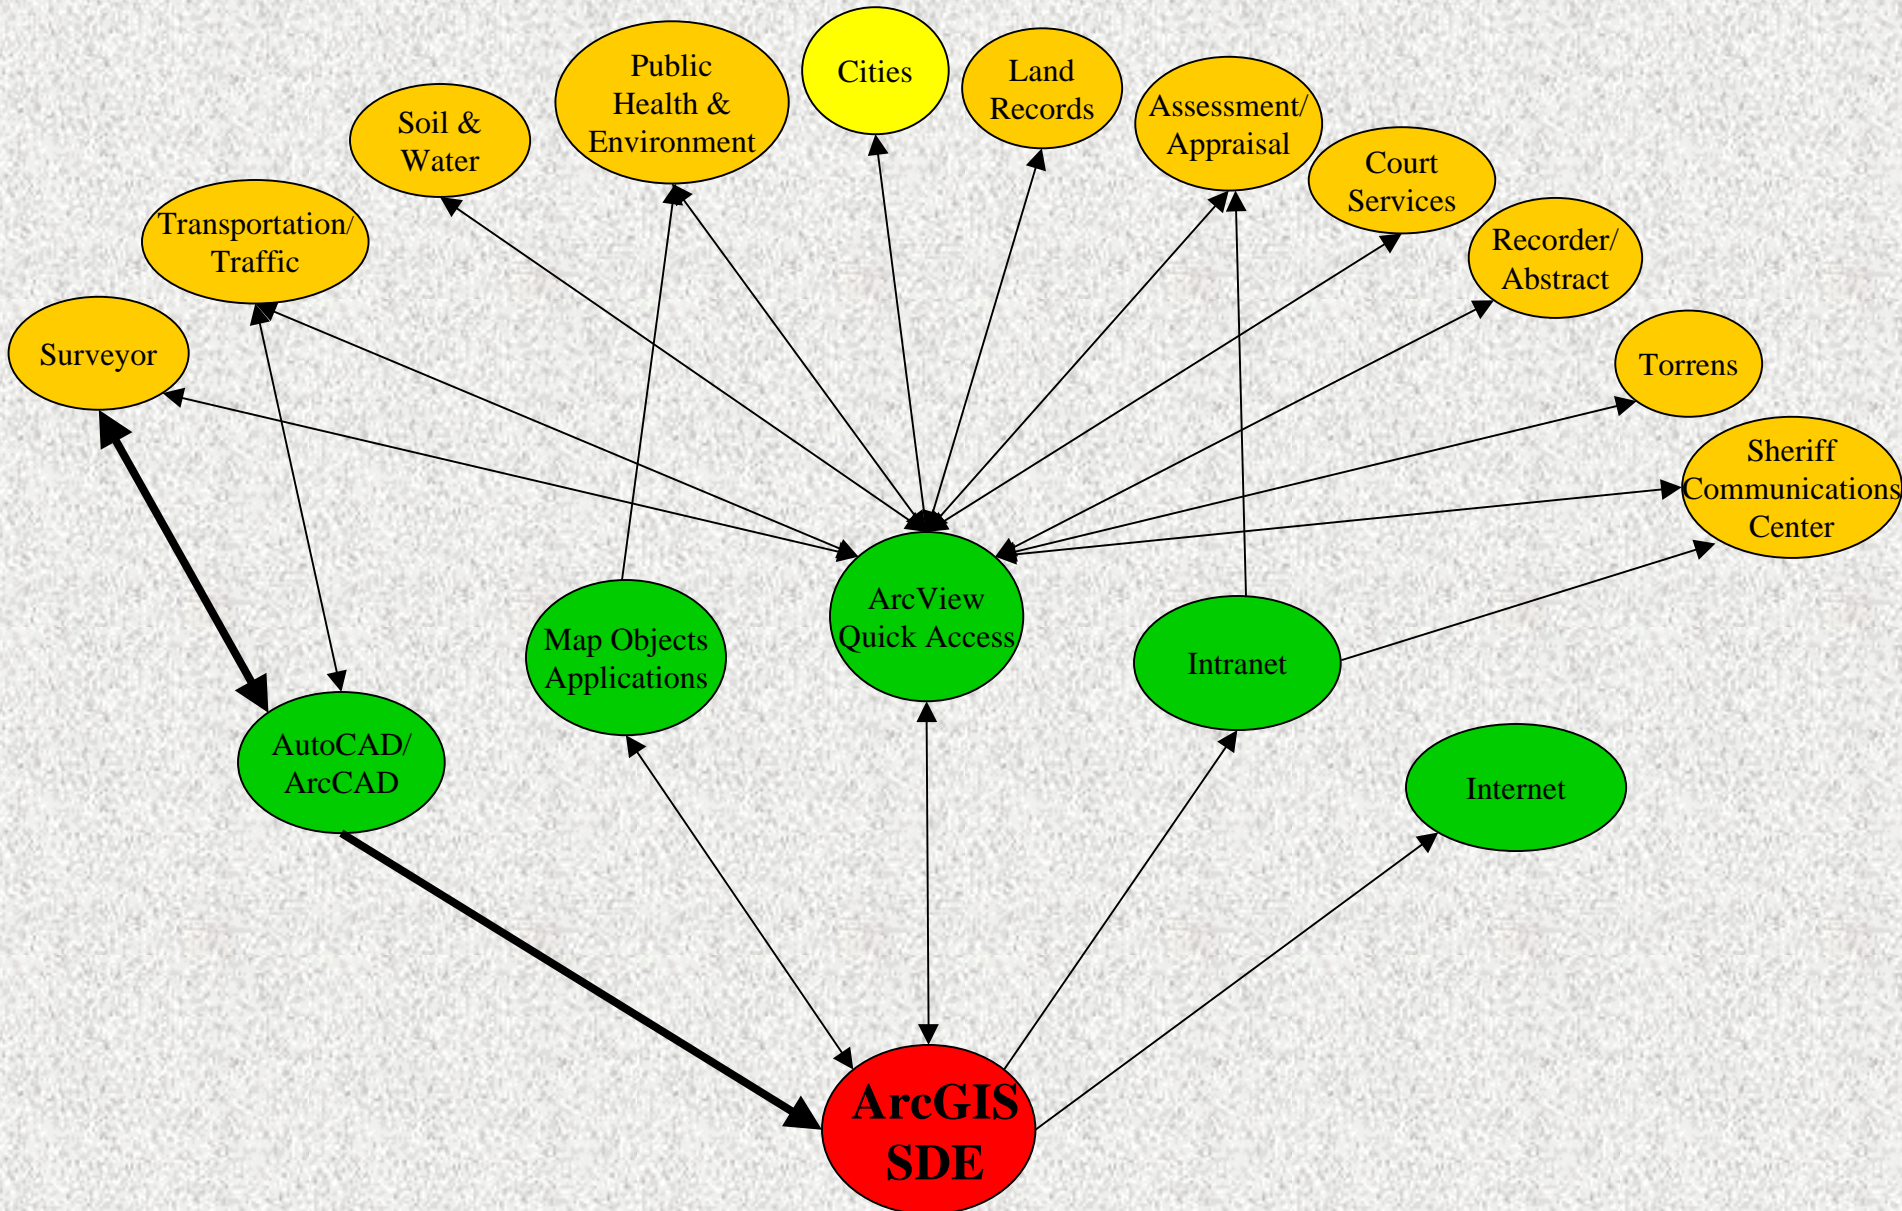 Public
Health &
Environment
Cities
Land
Records
Soil &
Water
Assessment/
Appraisal
Court
Services
Transportation/
Traffic
Recorder/
Abstract
Surveyor
Torrens
Sheriff
Communications
Center
Map Objects
Applications
ArcView
Quick Access
Intranet
AutoCAD/
ArcCAD
Internet
ArcGIS
SDE